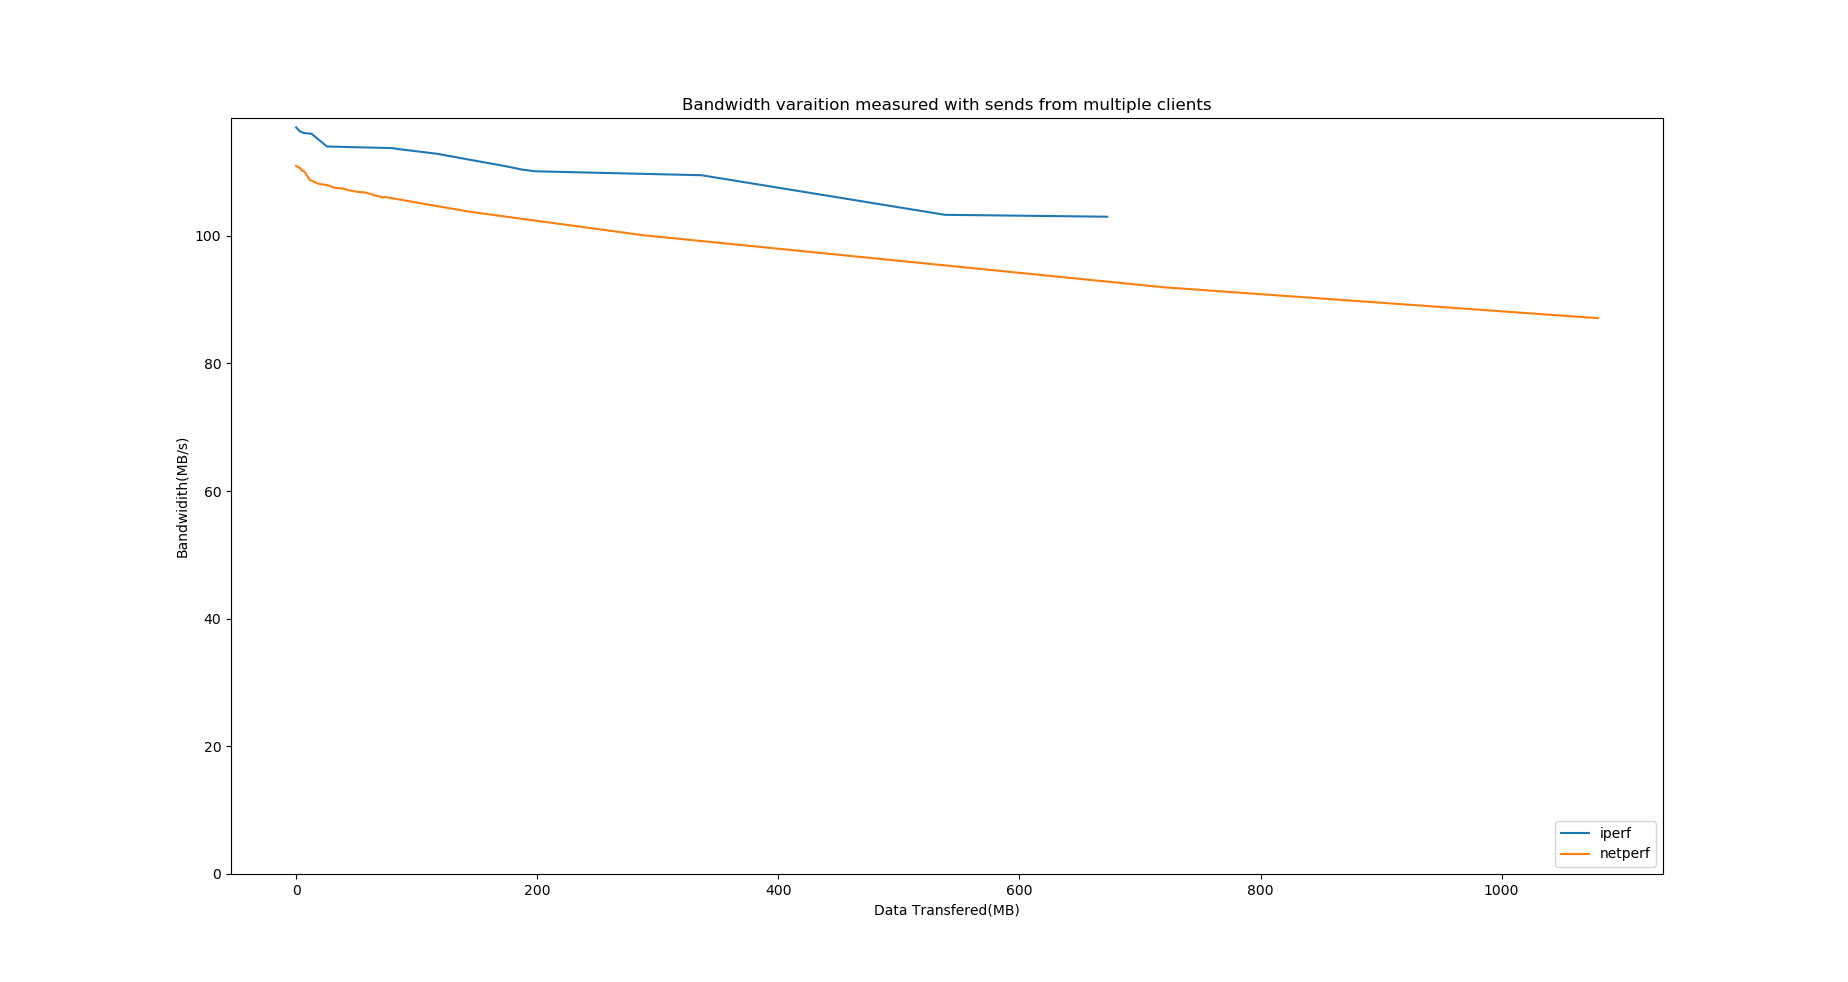 Bandwidth varaition measured with sends from multiple clients
100
80
60
40
20
0
Bandwidith(MB/s)
0 200 400 600 800 1000
Data Transfered(MB)
iperf
netperf